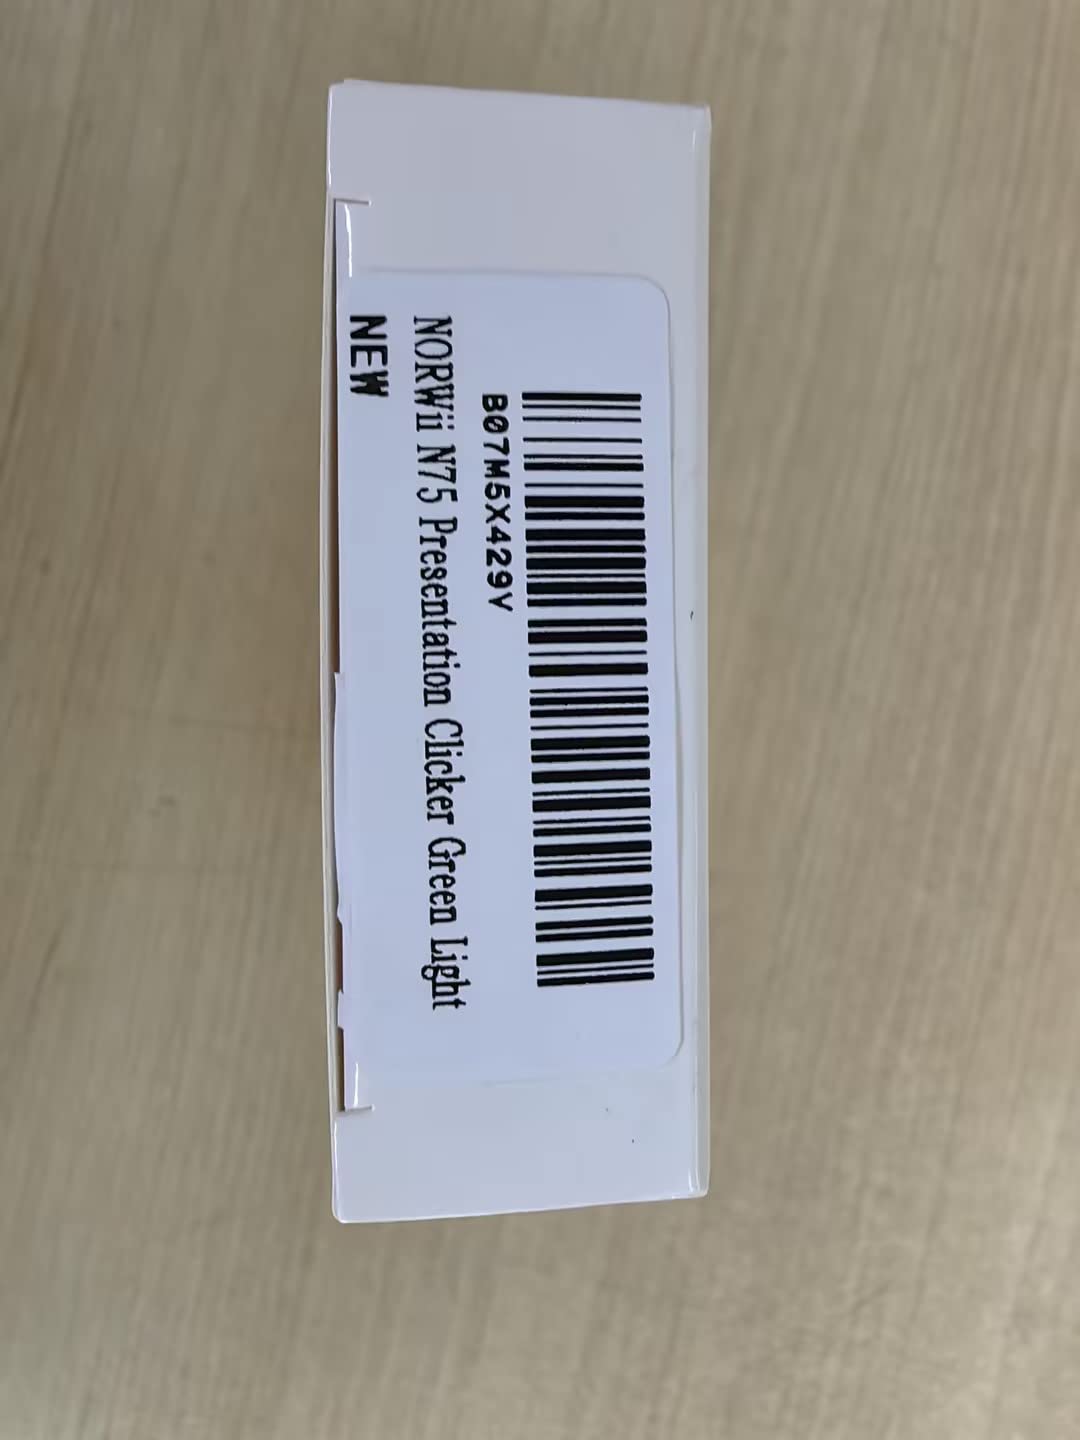 B07M5X429V
NORWii N75 Presentation Clicker Green Light
NEW